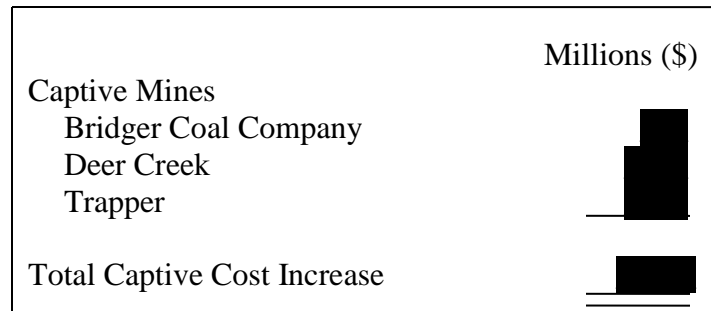 Millions ($)
Captive Mines
Bridger Coal Company
Deer Creek
Trapper
Total Captive Cost Increase